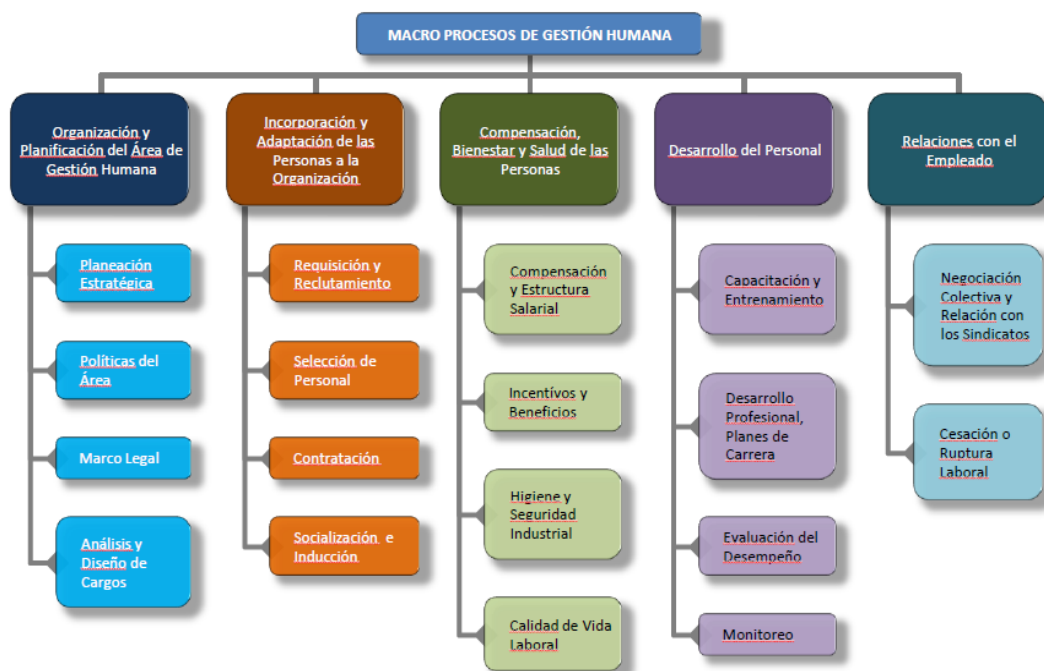 MACRO PROCESOS DE GESTIÓN HUMANA
Organización y
Planificación del Área de
Gestión Humana
Planeación
Estratégica
Políticas del
Área
Marco Legal
Análisis y
Diseño de
Cargos
Incorporación y
Adaptación de las
Personas a la
Organización
Requisición y
Reclutamiento
Selección de
Personal
Contratación
Socialización e
Inducción
Compensación,
Bienestar y Salud de las
Personas
Compensación
y Estructura
Salarial
Incentívos y
Beneficios
Higiene y
Seguridad
Industrial
Calidad de Vida
Laboral
Desarrollo del Personal
Capacitación y
Entrenamiento
Desarrollo
Profesional,
Planes de
Carrera
Evaluación del
Desempeño
Monitoreo
Relaciones con el
Empleado
Negociación
Colectiva y
Relación con
los Sindicatos
Cesación o
Ruptura
Laboral